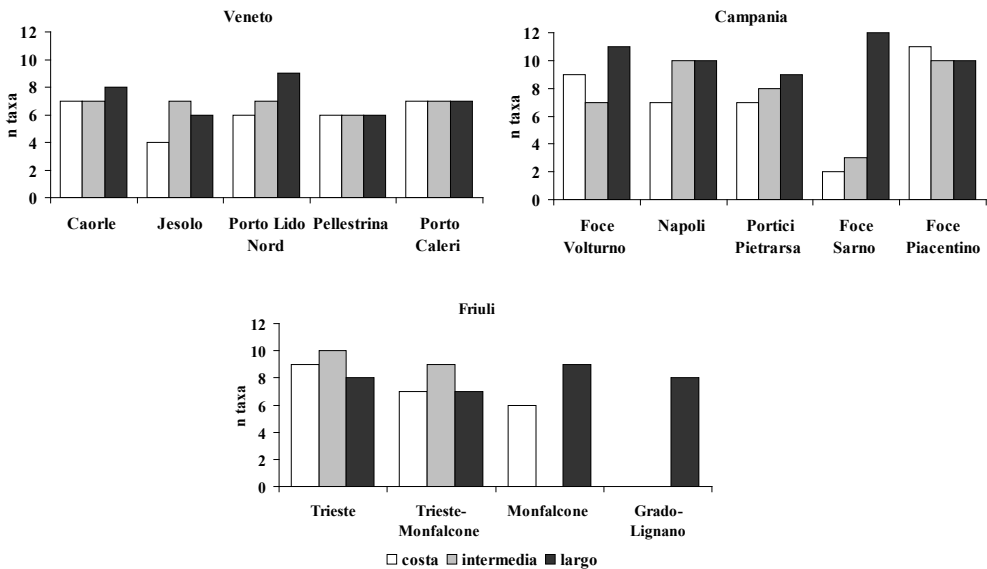 Veneto
12
10
8
6
4
2
0
n taxa
Caorle Jesolo Porto Lido Pellestrina Porto
Nord Caleri
Campania
12
10
8
6
4
2
0
n taxa
Foce Napoli Portici Foce Foce
Volturno Pietrarsa Sarno Piacentino
Friuli
12
10
8
6
4
2
0
n taxa
Trieste Trieste- Monfalcone Grado-
Monfalcone Lignano
costa intermedia largo